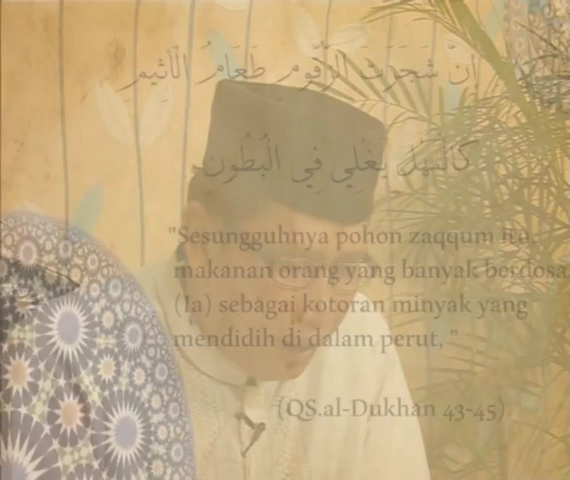 إِنَّ شَجَرَتَ الزَّقُّومِ طَعَامُ الْأَثِيمِ
كَالْمُهْلِ يَغْلِي فِي الْبُطُونِ
"Sesungguhnya pohon zaqqum itu,
makanan orang yang banyak berdosa
(Ia) sebagai kotoran minyak yang
mendidih di dalam perut,"
(QS.al-Dukhan 43-45)